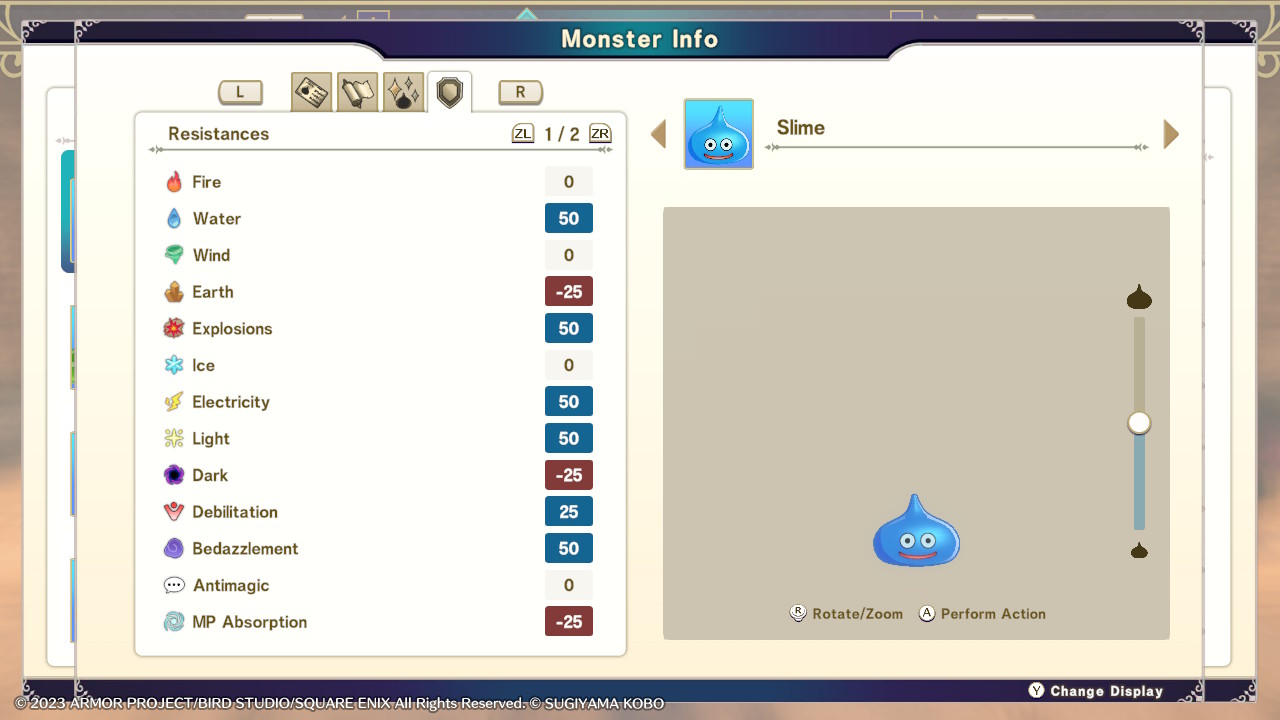 Monster Info
L
R
Resistances ZL 1 / 2 ZR
Fire 0
Water 50
Wind 0
Earth -25
Explosions 50
Ice 0
Electricity 50
Light 50
Dark -25
Debilitation 25
Bedazzlement 50
Antimagic 0
MP Absorption -25
Slime
R Rotate/Zoom A Perform Action
Y Change Display
© 2023 ARMOR PROJECT/BIRD STUDIO/SQUARE ENIX All Rights Reserved. © SUGIYAMA KOBO